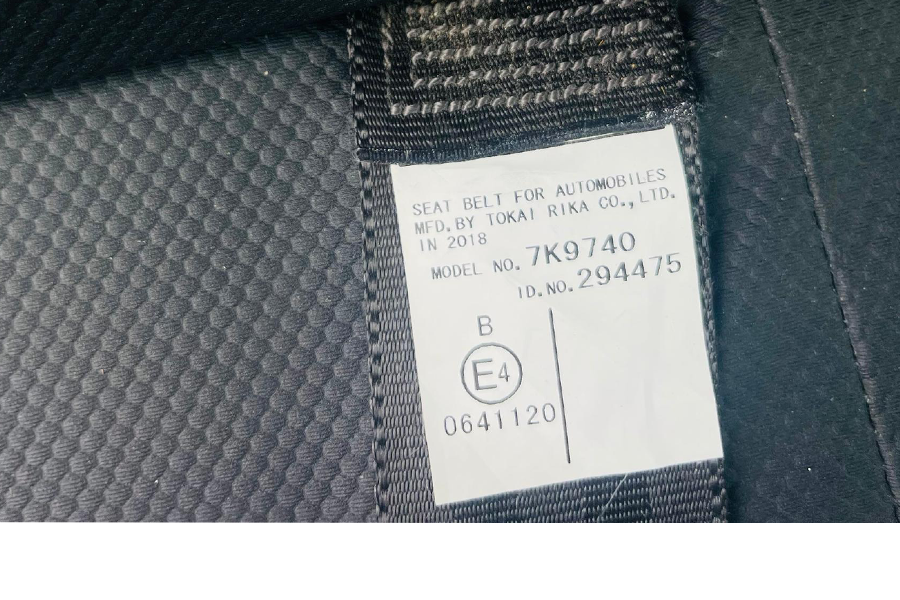 SEAT BELT FOR AUTOMOBILES
MFD.BY TOKAI RIKA CO.,LTD.
IN 2018
MODEL NO. 7K9740
ID.NO. 294475
B
E4
0641120